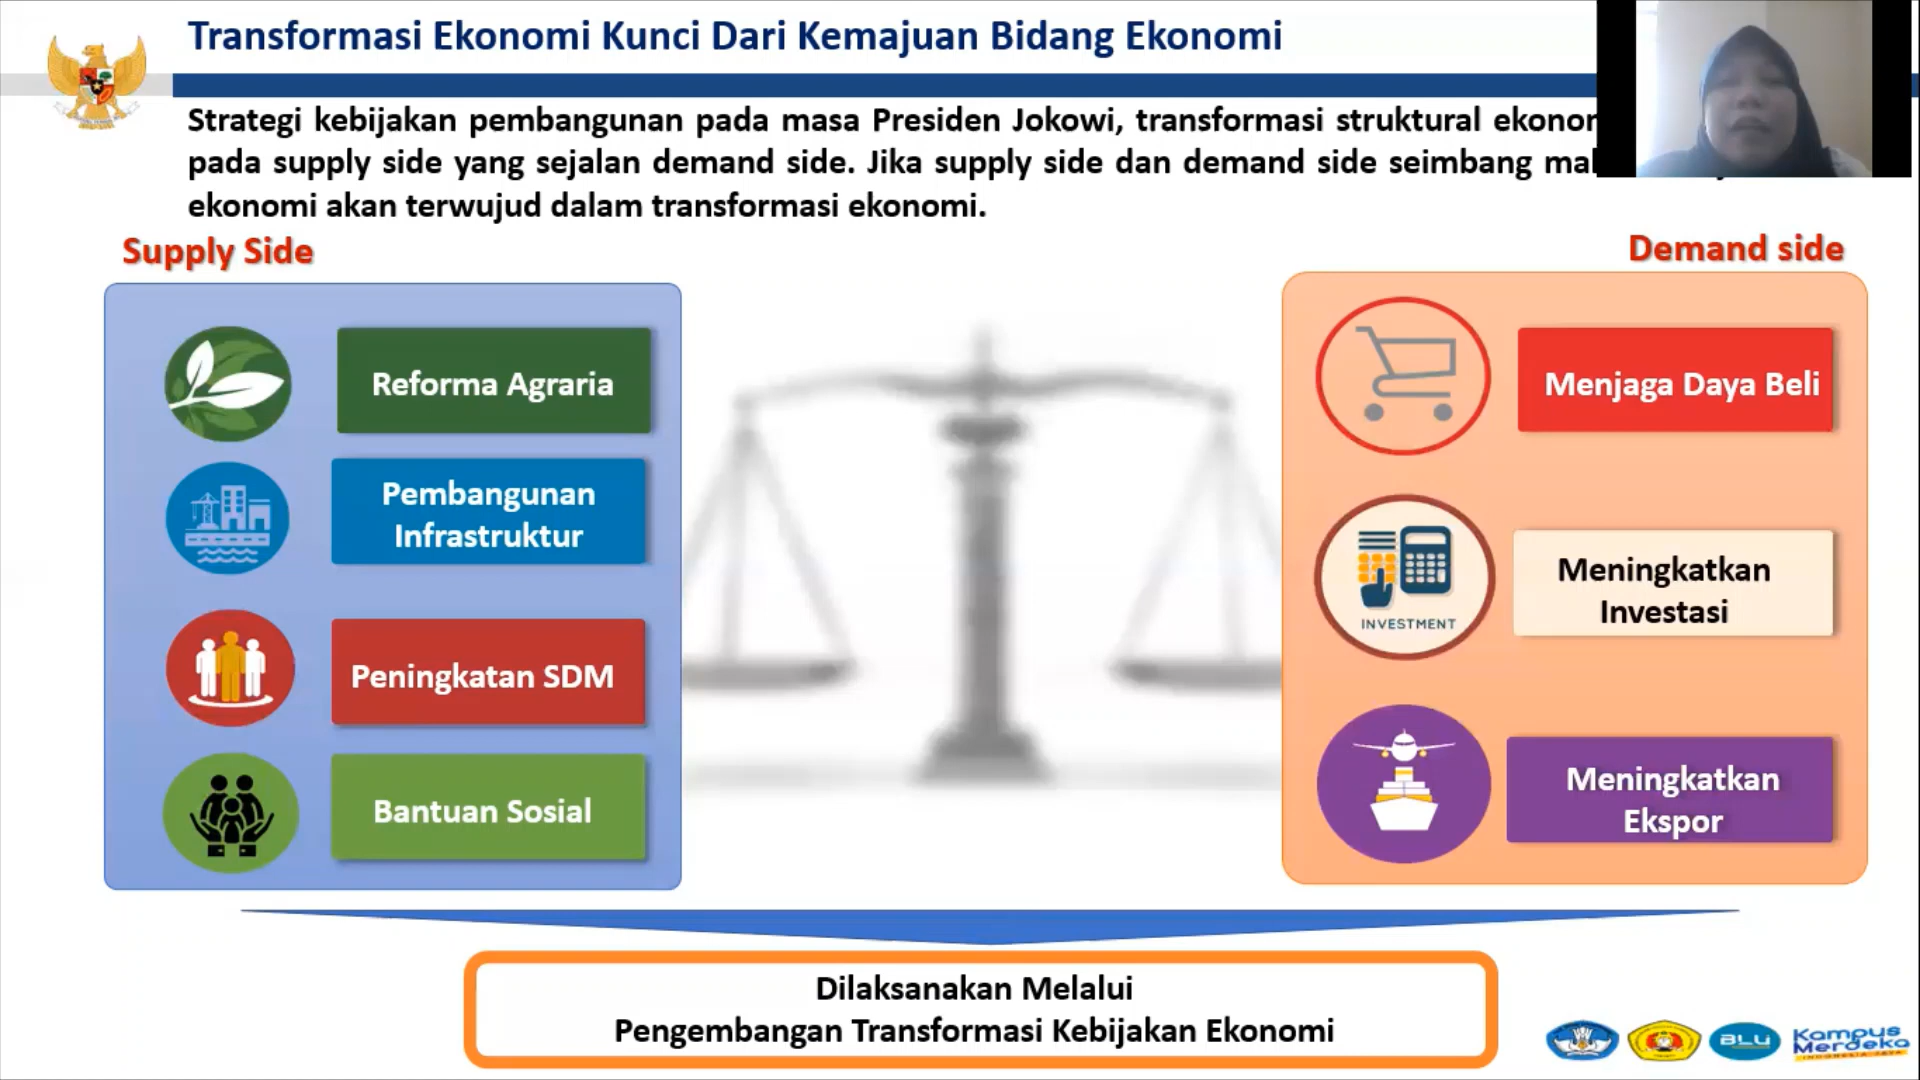 Transformasi Ekonomi Kunci Dari Kemajuan Bidang Ekonomi
Strategi kebijakan pembangunan pada masa Presiden Jokowi, transformasi struktural
pada supply side yang sejalan demand side. Jika supply side dan demand side seimbang
ekonomi akan terwujud dalam transformasi ekonomi.
Supply Side
Demand side
Reforma Agraria
Pembangunan
Infrastruktur
Peningkatan SDM
Bantuan Sosial
Menjaga Daya Beli
INVESTMENT
Meningkatkan
Investasi
Meningkatkan
Ekspor
Dilaksanakan Melalui
Pengembangan Transformasi Kebijakan Ekonomi
BLU
Kampus
Merdeka
INDONESIA JAYA